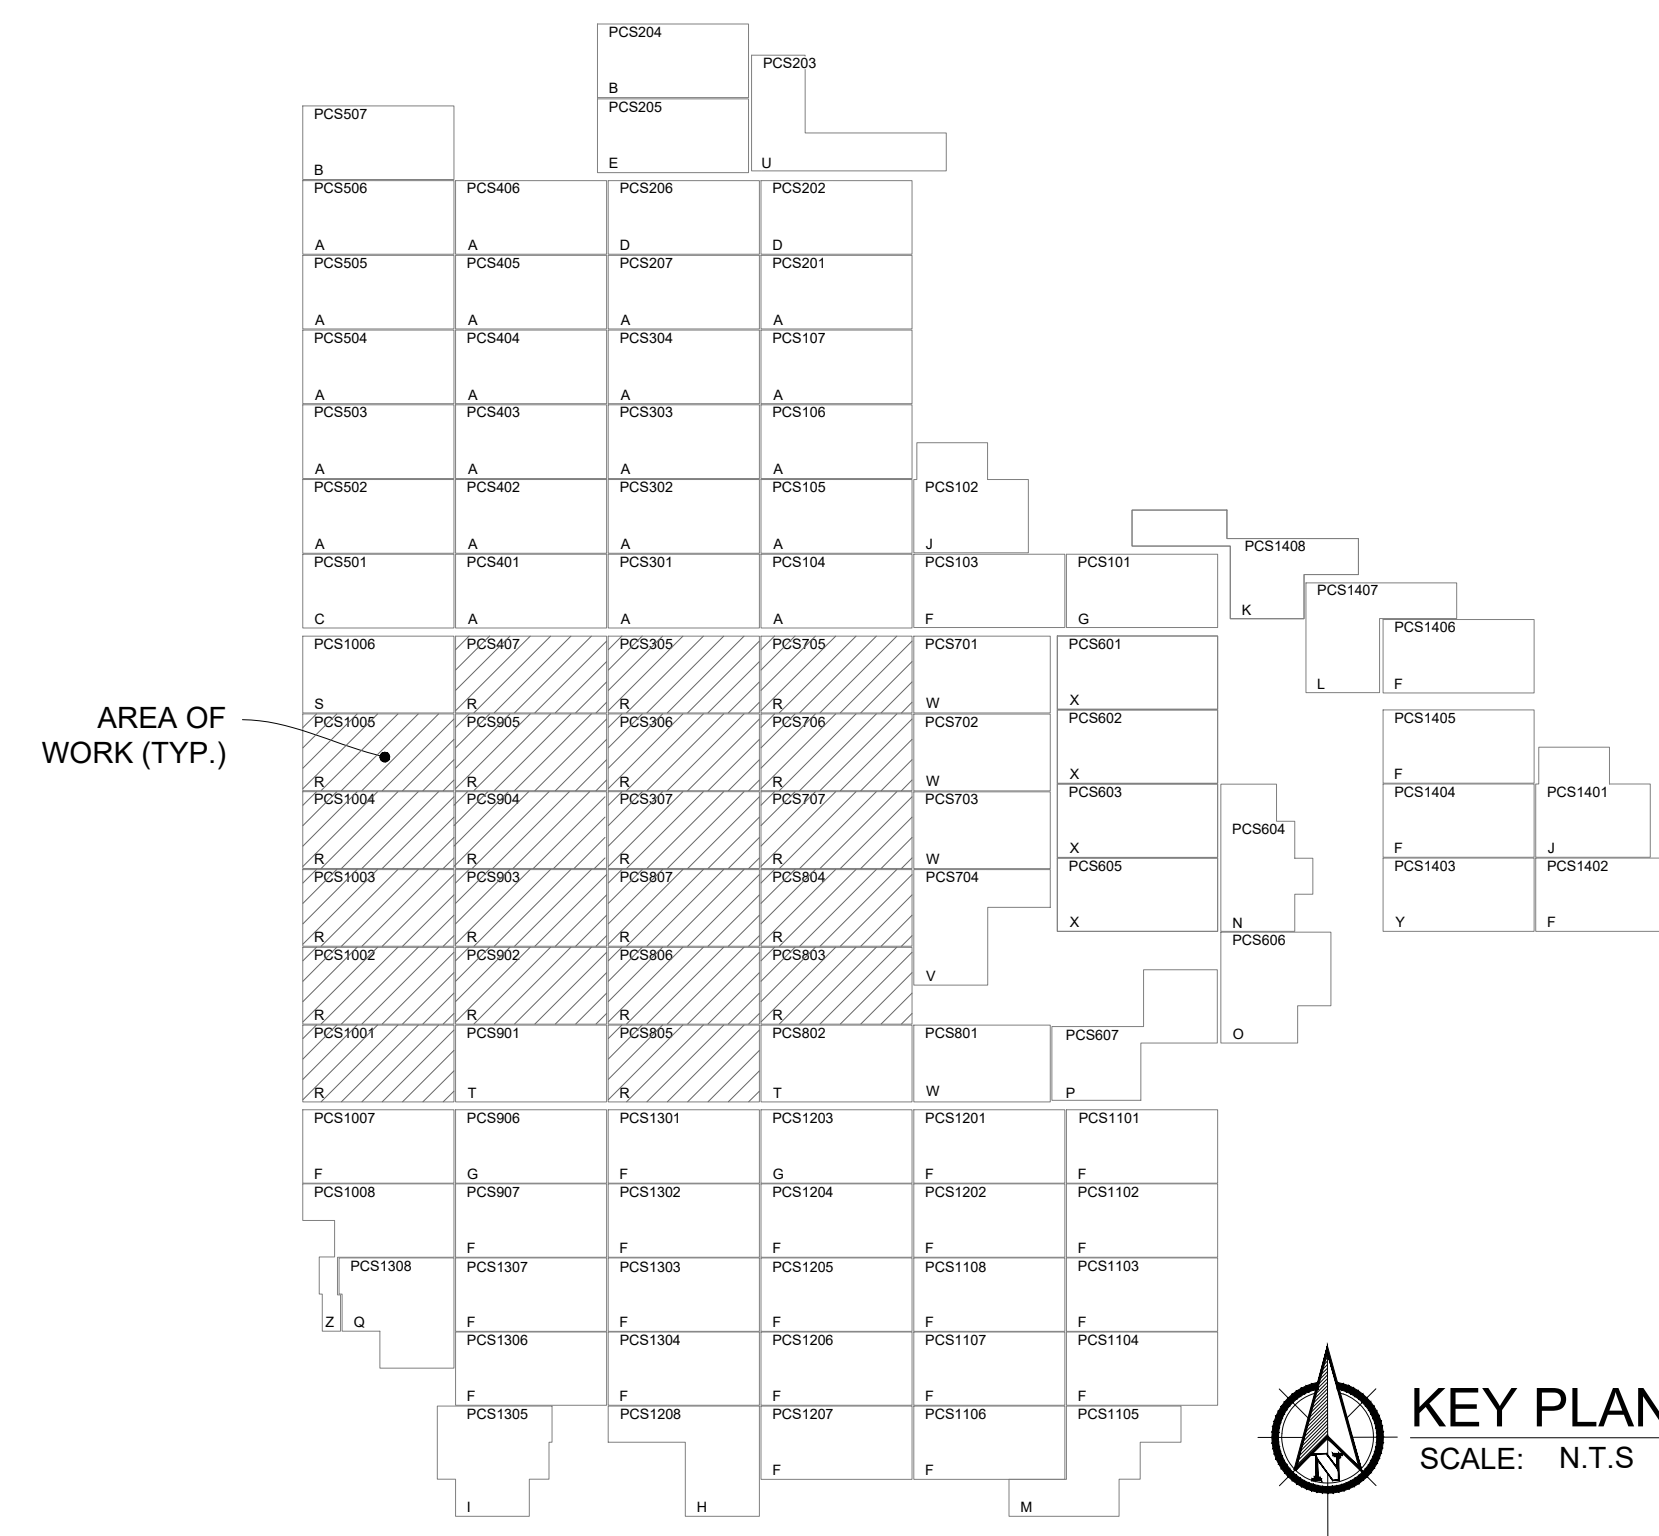 PCS204
PCS203
B
PCS205
PCS507
E U
B
PCS506 PCS406 PCS206 PCS202
A A D D
PCS505 PCS405 PCS207 PCS201
A A A A
PCS504 PCS404 PCS304 PCS107
A A A A
PCS503 PCS403 PCS303 PCS106
A A A A
PCS502 PCS402 PCS302 PCS105 PCS102
A A A A J
PCS1408
PCS501 PCS401 PCS301 PCS104 PCS103 PCS101
PCS1407
K
C A A A F G
PCS1406
PCS1006 PCS407 PCS305 PCS705 PCS701 PCS601
L F
S R R R W X
AREA OF
WORK (TYP.)
PCS1005 PCS905 PCS306 PCS706 PCS702 PCS602 PCS1405
R R R R W X F
PCS1004 PCS904 PCS307 PCS707 PCS703 PCS603 PCS1404 PCS1401
PCS604
R R R R W X F J
PCS1003 PCS903 PCS807 PCS804 PCS704 PCS605 PCS1403 PCS1402
R R R R X N Y F
PCS606
PCS1002 PCS902 PCS806 PCS803
V
R R R R
PCS1001 PCS901 PCS805 PCS802 PCS801 PCS607 O
R T R T W P
PCS1007 PCS906 PCS1301 PCS1203 PCS1201 PCS1101
F G F G F F
PCS1008 PCS907 PCS1302 PCS1204 PCS1202 PCS1102
F F F F F
PCS1308 PCS1307 PCS1303 PCS1205 PCS1108 PCS1103
Z Q F F F F F
PCS1306 PCS1304 PCS1206 PCS1107 PCS1104
F F F F F
PCS1305 PCS1208 PCS1207 PCS1106 PCS1105
F F
I H M
N
KEY PLAN
SCALE: N.T.S